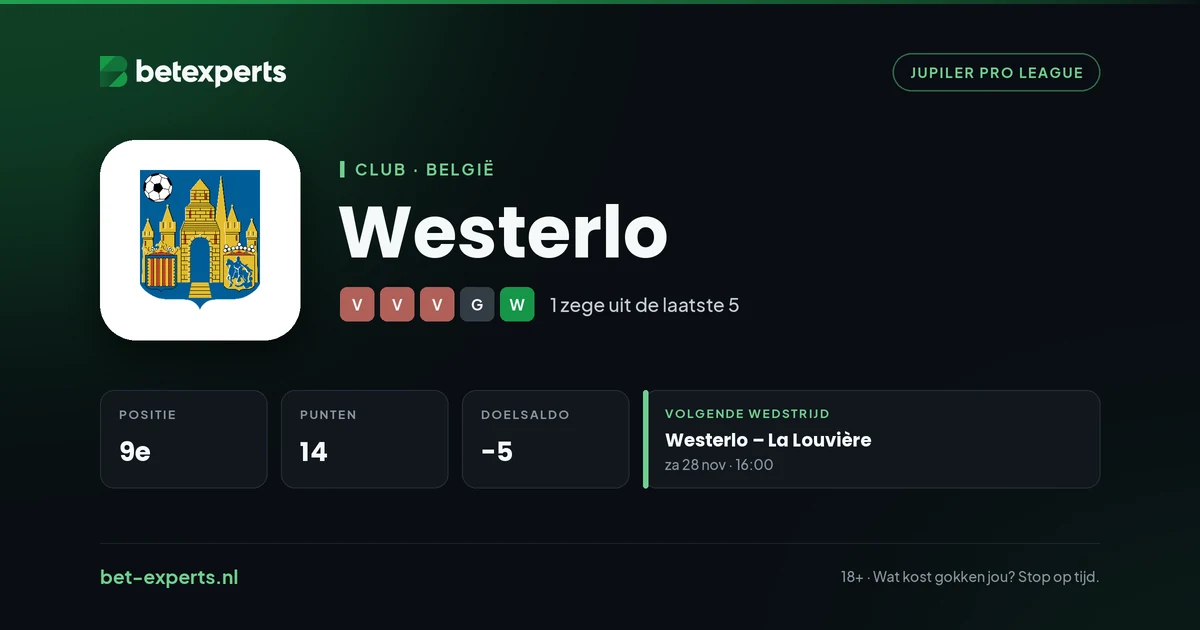 betexperts
JUPILER PRO LEAGUE
CLUB · BELGIË
Westerlo
V V V G W 1 zege uit de laatste 5
POSITIE
9e
PUNTEN
14
DOELSALDO
-5
VOLGENDE WEDSTRIJD
Westerlo – La Louvière
za 28 nov · 16:00
bet-experts.nl
18+ · Wat kost gokken jou? Stop op tijd.